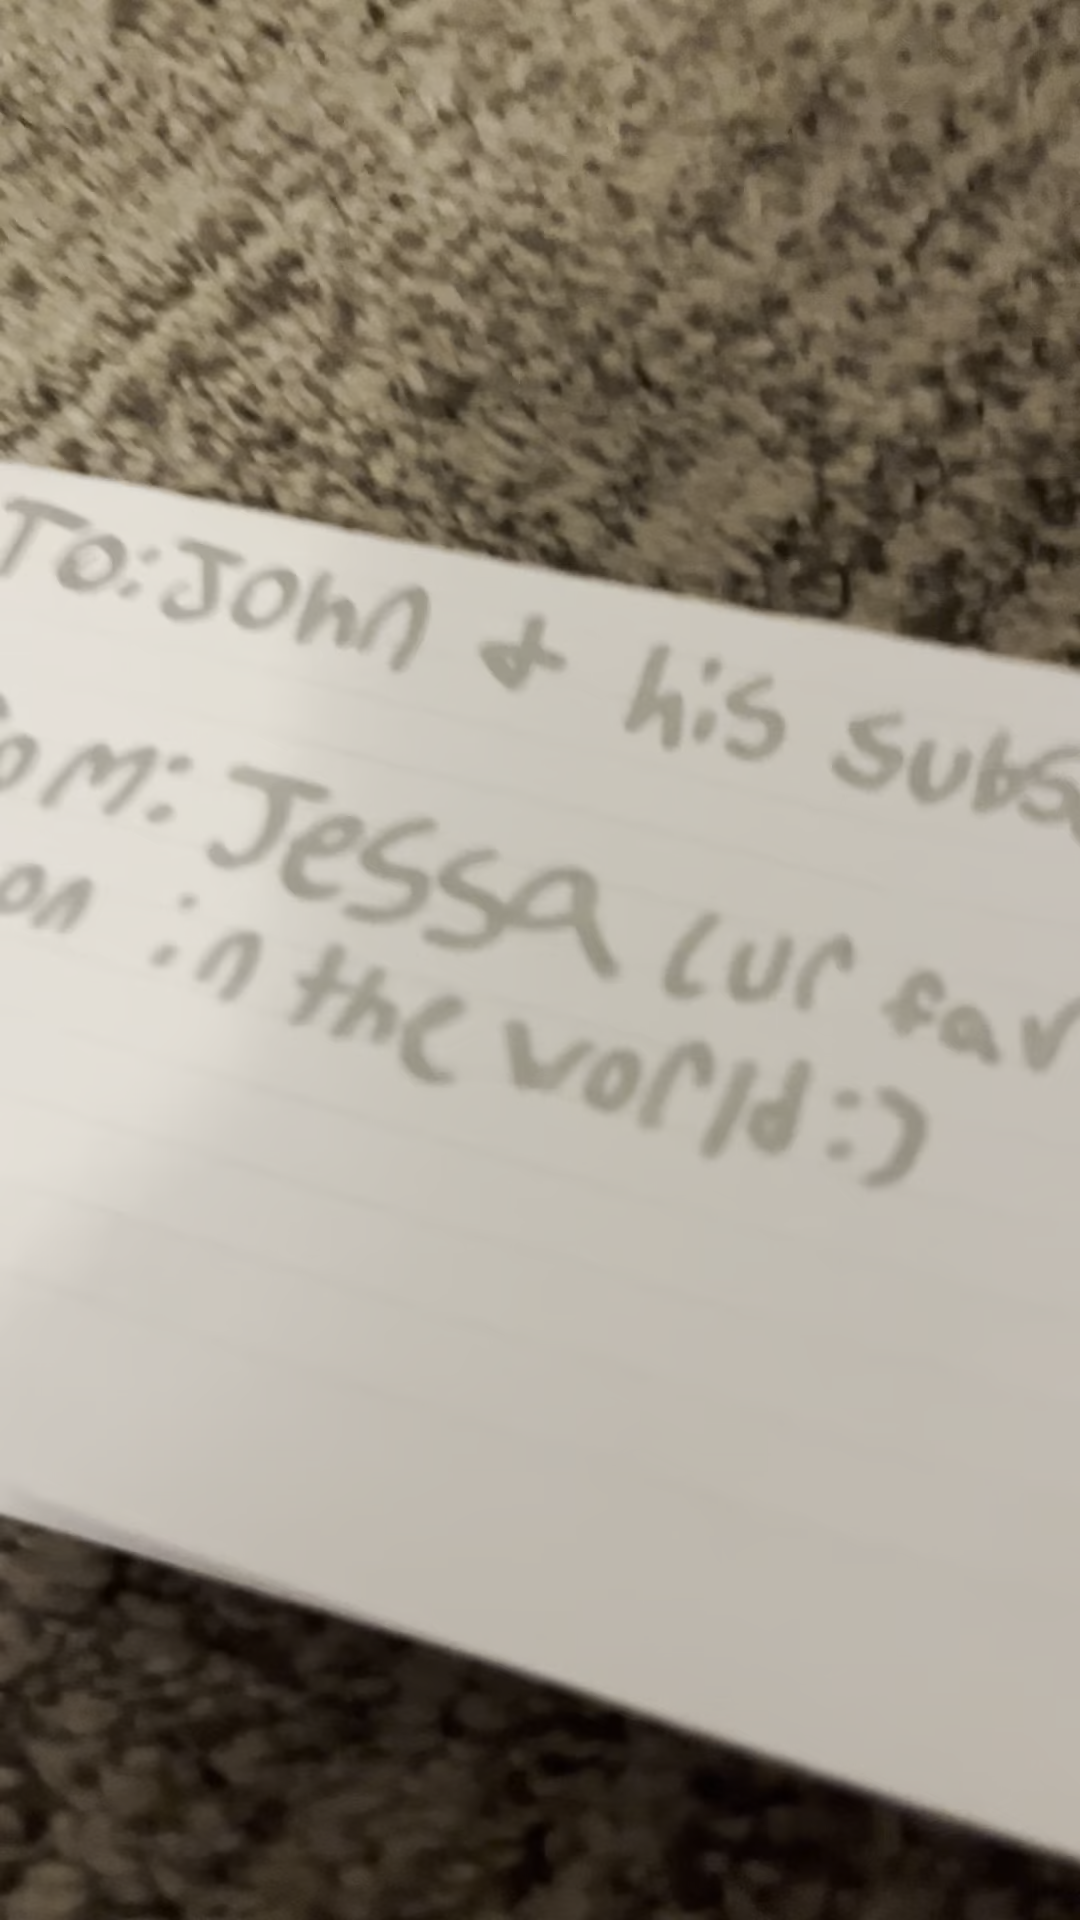 To: John & his subs
om: Jessa (ur fav
on in the world :)